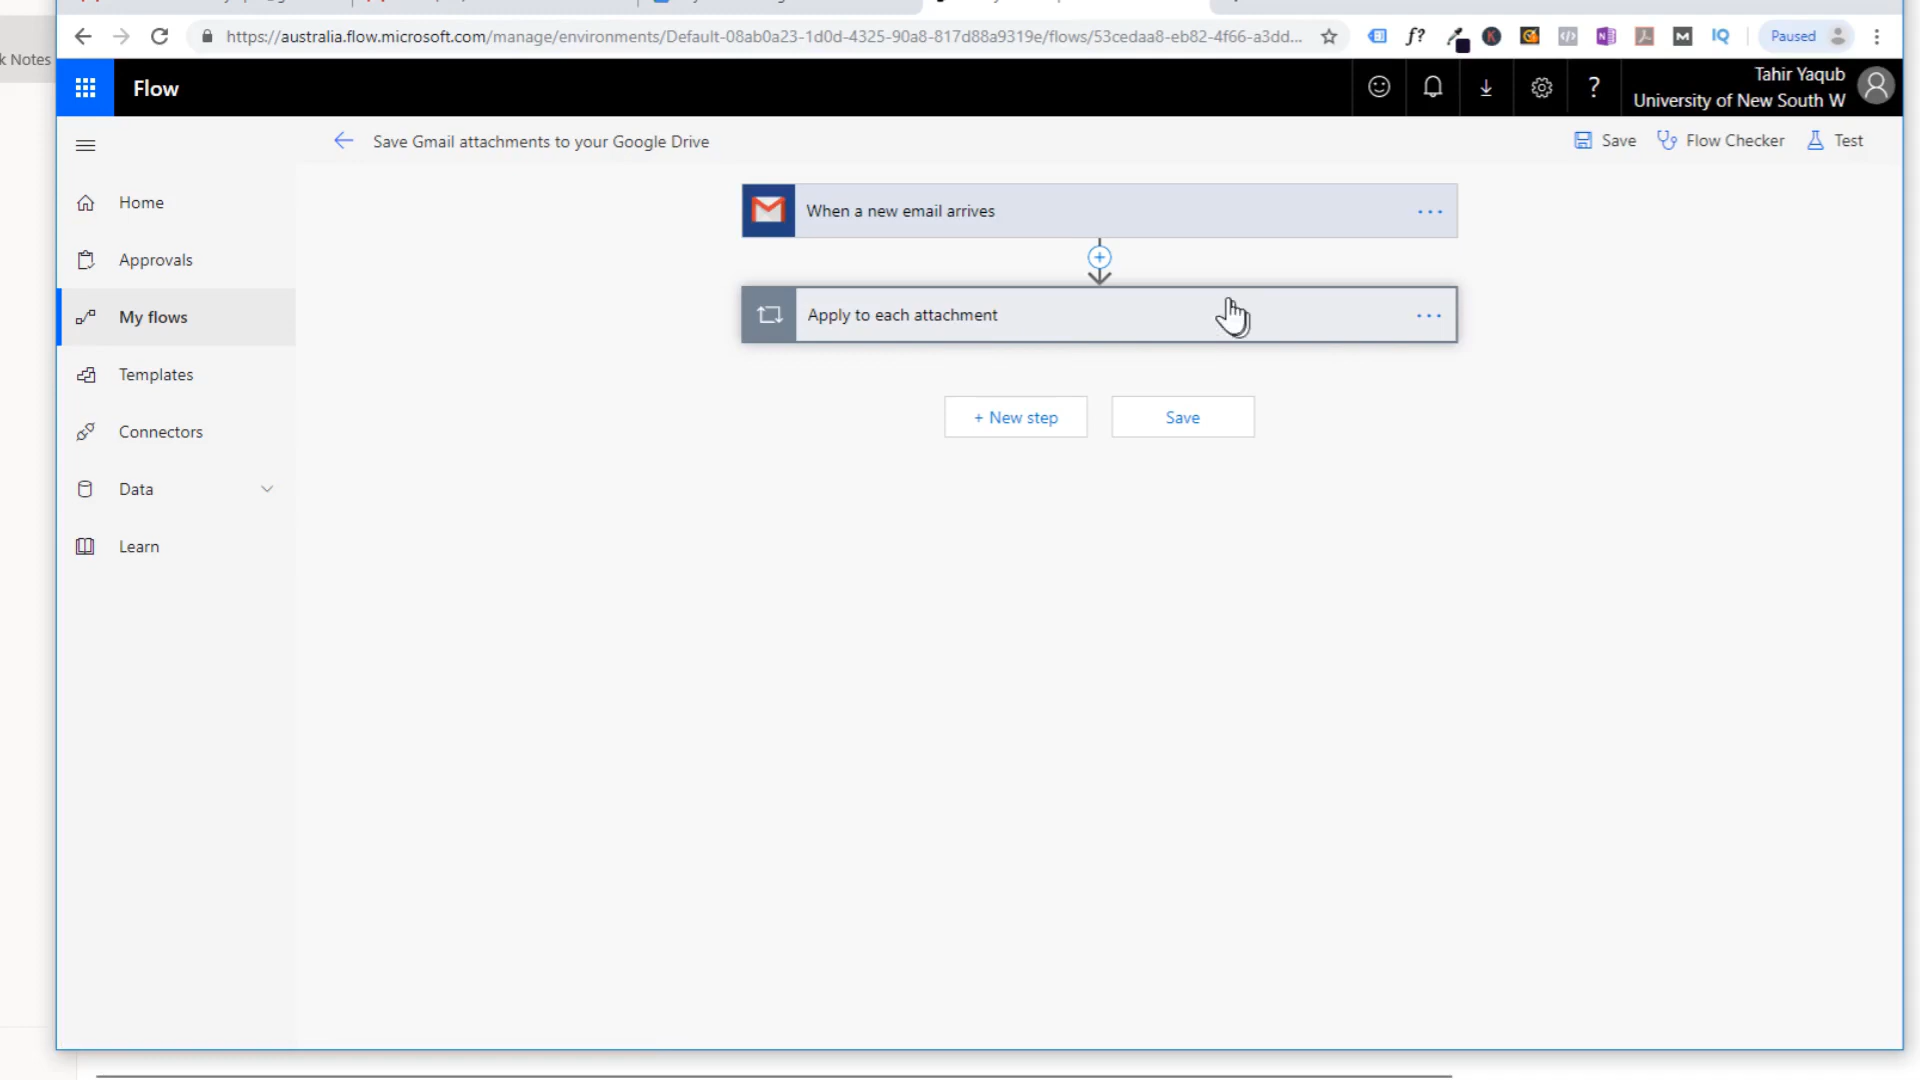 k Notes
https://australia.flow.microsoft.com/manage/environments/Default-08ab0a23-1d0d-4325-90a8-817d88a9319e/flows/53cedaa8-eb82-4f66-a3dd...
f?
K
N
M
IQ
Paused
Flow
?
Tahir Yaqub
University of New South W
Save Gmail attachments to your Google Drive
Save
Flow Checker
Test
Home
Approvals
My flows
Templates
Connectors
Data
Learn
When a new email arrives
...
Apply to each attachment
...
+ New step
Save